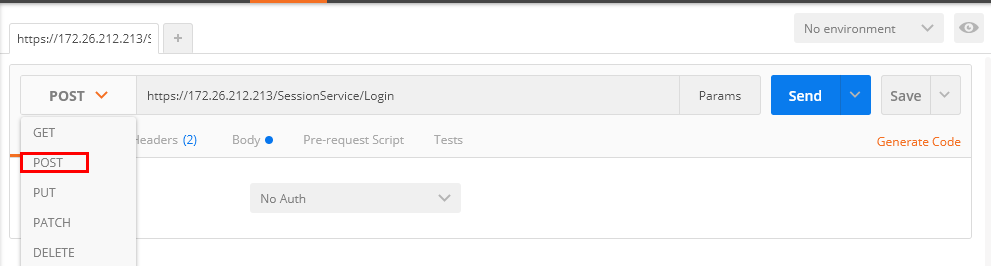 https://172.26.212.213/S
+
No environment
POST
https://172.26.212.213/SessionService/Login
Params
Send
Save
GET
Headers (2)
Body
Pre-request Script
Tests
Generate Code
POST
PUT
No Auth
PATCH
DELETE